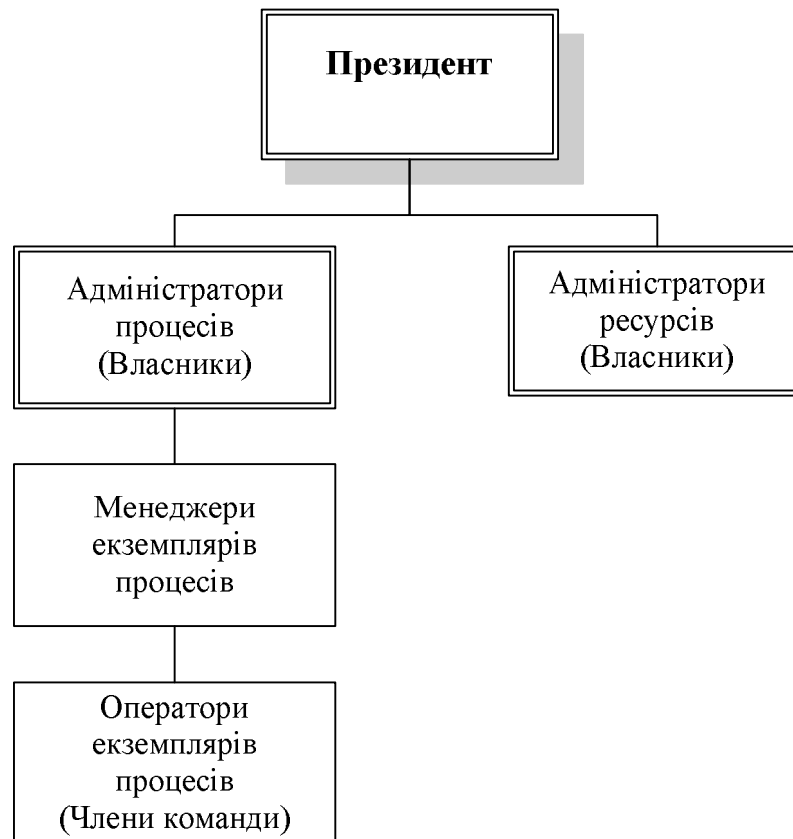 Президент
Адміністратори
процесів
(Власники)
Адміністратори
ресурсів
(Власники)
Менеджери
екземплярів
процесів
Оператори
екземплярів
процесів
(Члени команди)